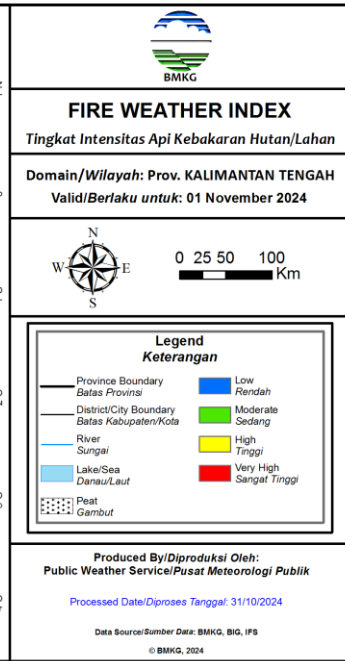 BMKG
FIRE WEATHER INDEX
Tingkat Intensitas Api Kebakaran Hutan/Lahan
Domain/Wilayah: Prov. KALIMANTAN TENGAH
Valid/Berlaku untuk: 01 November 2024
N
W E
S
0 25 50 100
Km
Legend
Keterangan
Province Boundary
Batas Provinsi
District/City Boundary
Batas Kabupaten/Kota
River
Sungai
Lake/Sea
Danau/Laut
Peat
Gambut
Low
Rendah
Moderate
Sedang
High
Tinggi
Very High
Sangat Tinggi
Produced By/Diproduksi Oleh:
Public Weather Service/Pusat Meteorologi Publik
Processed Date/Diproses Tanggal: 31/10/2024
Data Source/Sumber Data: BMKG, BIG, IFS
© BMKG, 2024